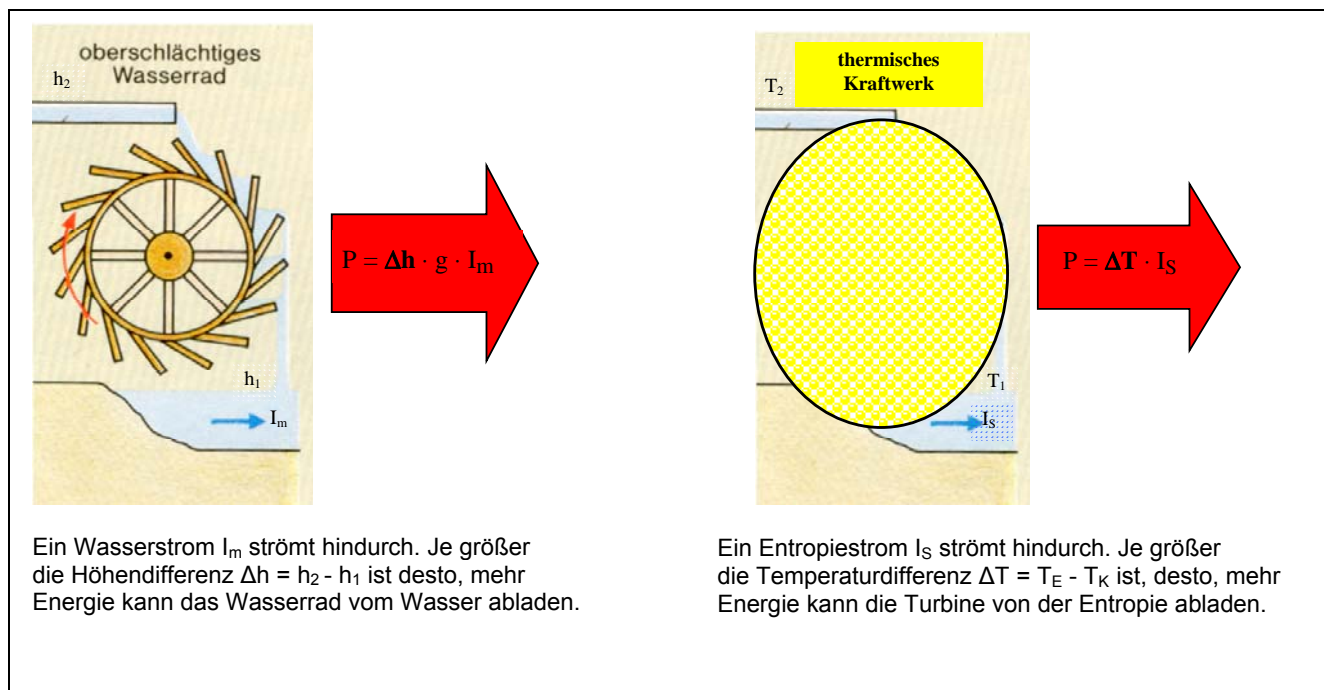 oberschlächtiges
Wasserrad
h₂
P = Δh · g · Iₘ
h₁
Iₘ
Ein Wasserstrom Iₘ strömt hindurch. Je größer
die Höhendifferenz Δh = h₂ - h₁ ist desto, mehr
Energie kann das Wasserrad vom Wasser abladen.
thermisches
Kraftwerk
T₂
P = ΔT · I_S
T₁
I_S
Ein Entropiestrom I_S strömt hindurch. Je größer
die Temperaturdifferenz ΔT = T_E - T_K ist, desto, mehr
Energie kann die Turbine von der Entropie abladen.